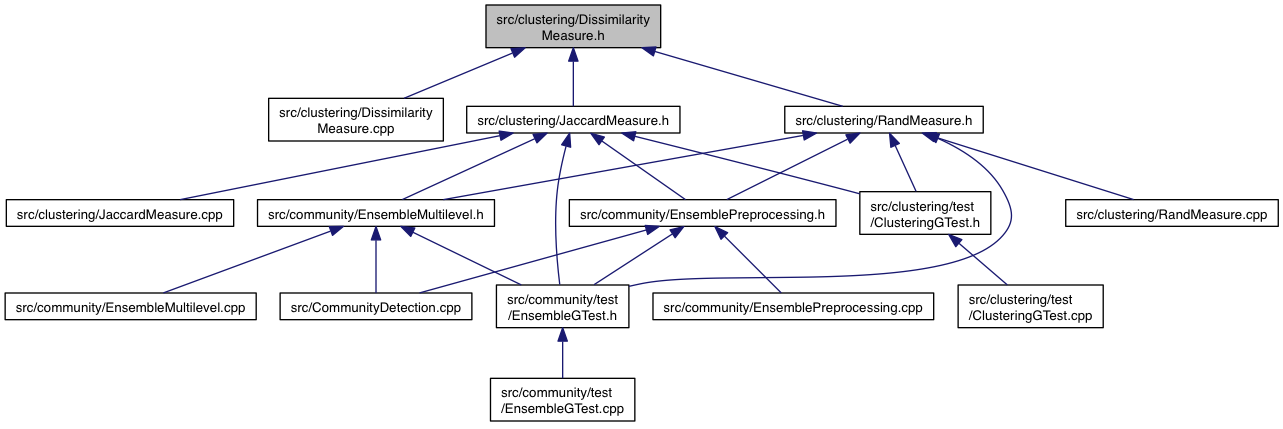 src/clustering/Dissimilarity
Measure.h
src/clustering/Dissimilarity
Measure.cpp
src/clustering/JaccardMeasure.h
src/clustering/RandMeasure.h
src/clustering/JaccardMeasure.cpp
src/community/EnsembleMultilevel.h
src/community/EnsemblePreprocessing.h
src/clustering/test
/ClusteringGTest.h
src/clustering/RandMeasure.cpp
src/community/EnsembleMultilevel.cpp
src/CommunityDetection.cpp
src/community/test
/EnsembleGTest.h
src/community/EnsemblePreprocessing.cpp
src/clustering/test
/ClusteringGTest.cpp
src/community/test
/EnsembleGTest.cpp